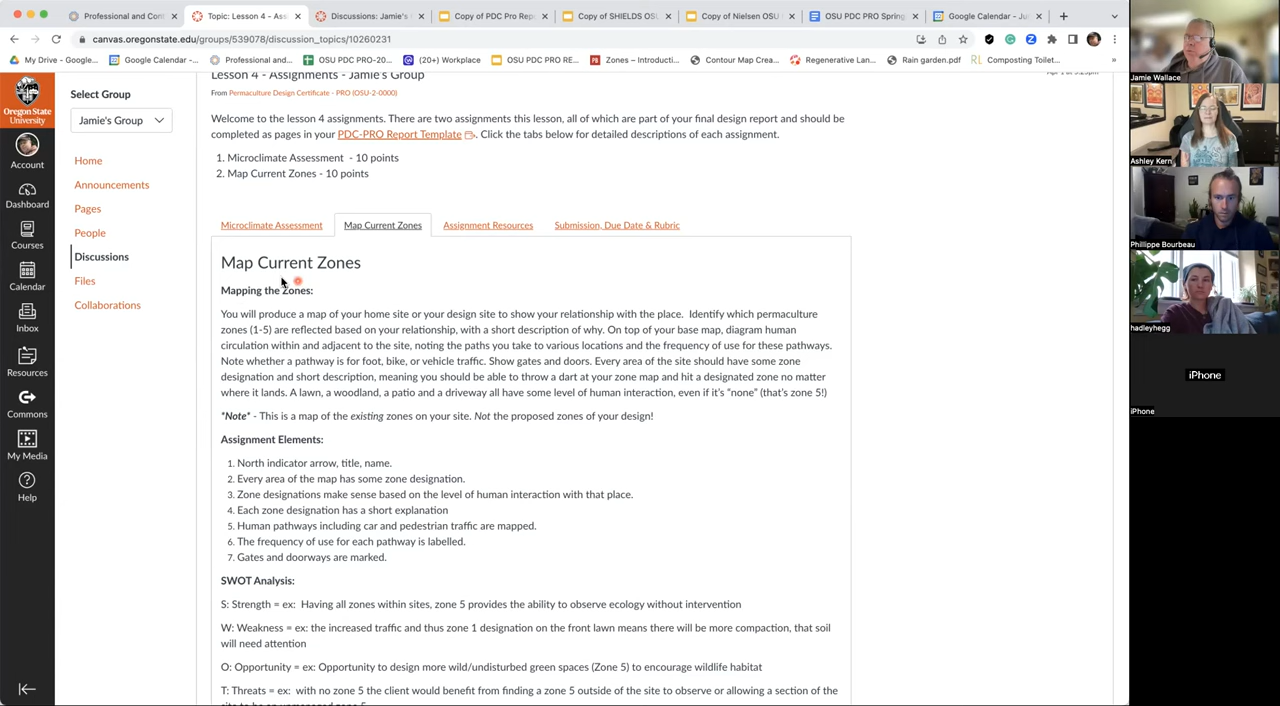 Professional and Con
Topic: Lesson 4 - Assi
Discussions: Jamie's
Copy of PDC Pro Rep
Copy of SHIELDS OSU
Copy of Nielsen OSU
OSU PDC PRO Spring
Google Calendar - Ju
canvas.oregonstate.edu/groups/539078/discussion_topics/10260231
My Drive - Google...
Google Calendar -...
Professional and...
OSU PDC PRO-20...
(20+) Workplace
OSU PDC PRO RE...
Zones – Introducti...
Contour Map Crea...
Regenerative Lan...
Rain garden.pdf
Composting Toilet...
Oregon State
University
Account
Dashboard
Courses
Calendar
Inbox
Resources
Commons
My Media
Help
Select Group
Jamie's Group
Home
Announcements
Pages
People
Discussions
Files
Collaborations
Lesson 4 - Assignments - Jamie's Group
From Permaculture Design Certificate - PRO (OSU-2-0000)
Welcome to the lesson 4 assignments. There are two assignments this lesson, all of which are part of your final design report and should be
completed as pages in your PDC-PRO Report Template. Click the tabs below for detailed descriptions of each assignment.
1. Microclimate Assessment - 10 points
2. Map Current Zones - 10 points
Microclimate Assessment
Map Current Zones
Assignment Resources
Submission, Due Date & Rubric
Map Current Zones
Mapping the Zones:
You will produce a map of your home site or your design site to show your relationship with the place. Identify which permaculture
zones (1-5) are reflected based on your relationship, with a short description of why. On top of your base map, diagram human
circulation within and adjacent to the site, noting the paths you take to various locations and the frequency of use for these pathways.
Note whether a pathway is for foot, bike, or vehicle traffic. Show gates and doors. Every area of the site should have some zone
designation and short description, meaning you should be able to throw a dart at your zone map and hit a designated zone no matter
where it lands. A lawn, a woodland, a patio and a driveway all have some level of human interaction, even if it's "none" (that's zone 5!)
*Note* - This is a map of the existing zones on your site. Not the proposed zones of your design!
Assignment Elements:
1. North indicator arrow, title, name.
2. Every area of the map has some zone designation.
3. Zone designations make sense based on the level of human interaction with that place.
4. Each zone designation has a short explanation
5. Human pathways including car and pedestrian traffic are mapped.
6. The frequency of use for each pathway is labelled.
7. Gates and doorways are marked.
SWOT Analysis:
S: Strength = ex: Having all zones within sites, zone 5 provides the ability to observe ecology without intervention
W: Weakness = ex: the increased traffic and thus zone 1 designation on the front lawn means there will be more compaction, that soil
will need attention
O: Opportunity = ex: Opportunity to design more wild/undisturbed green spaces (Zone 5) to encourage wildlife habitat
T: Threats = ex: with no zone 5 the client would benefit from finding a zone 5 outside of the site to observe or allowing a section of the
Jamie Wallace
Ashley Kern
Phillippe Bourbeau
hadleyhegg
iPhone
iPhone